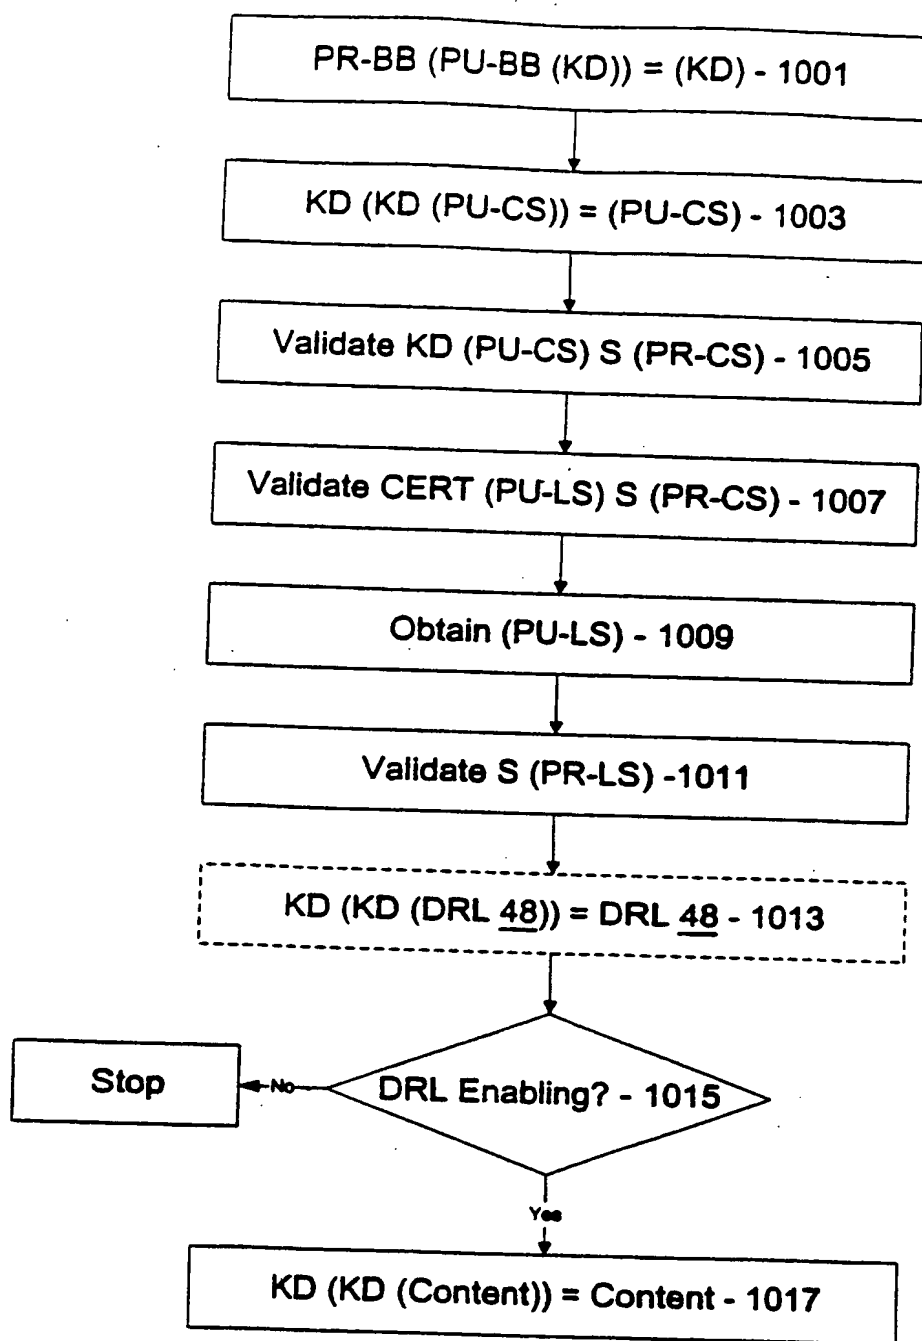 PR-BB (PU-BB (KD)) = (KD) - 1001
KD (KD (PU-CS)) = (PU-CS) - 1003
Validate KD (PU-CS) S (PR-CS) - 1005
Validate CERT (PU-LS) S (PR-CS) - 1007
Obtain (PU-LS) - 1009
Validate S (PR-LS) -1011
KD (KD (DRL 48)) = DRL 48 - 1013
DRL Enabling? - 1015
No
Stop
Yes
KD (KD (Content)) = Content - 1017